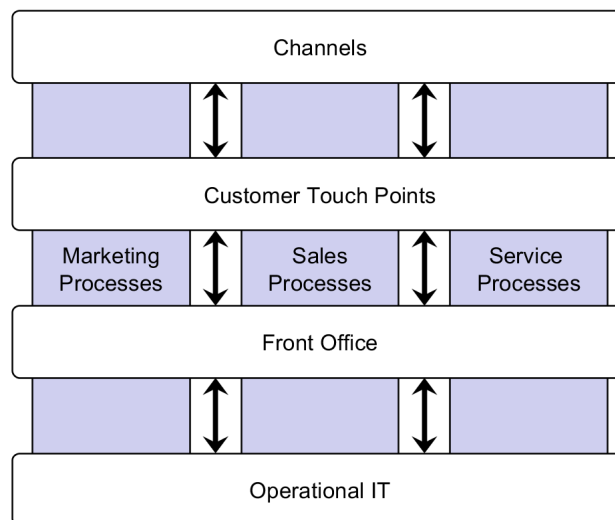 Channels
Customer Touch Points
Marketing
Processes
Sales
Processes
Service
Processes
Front Office
Operational IT